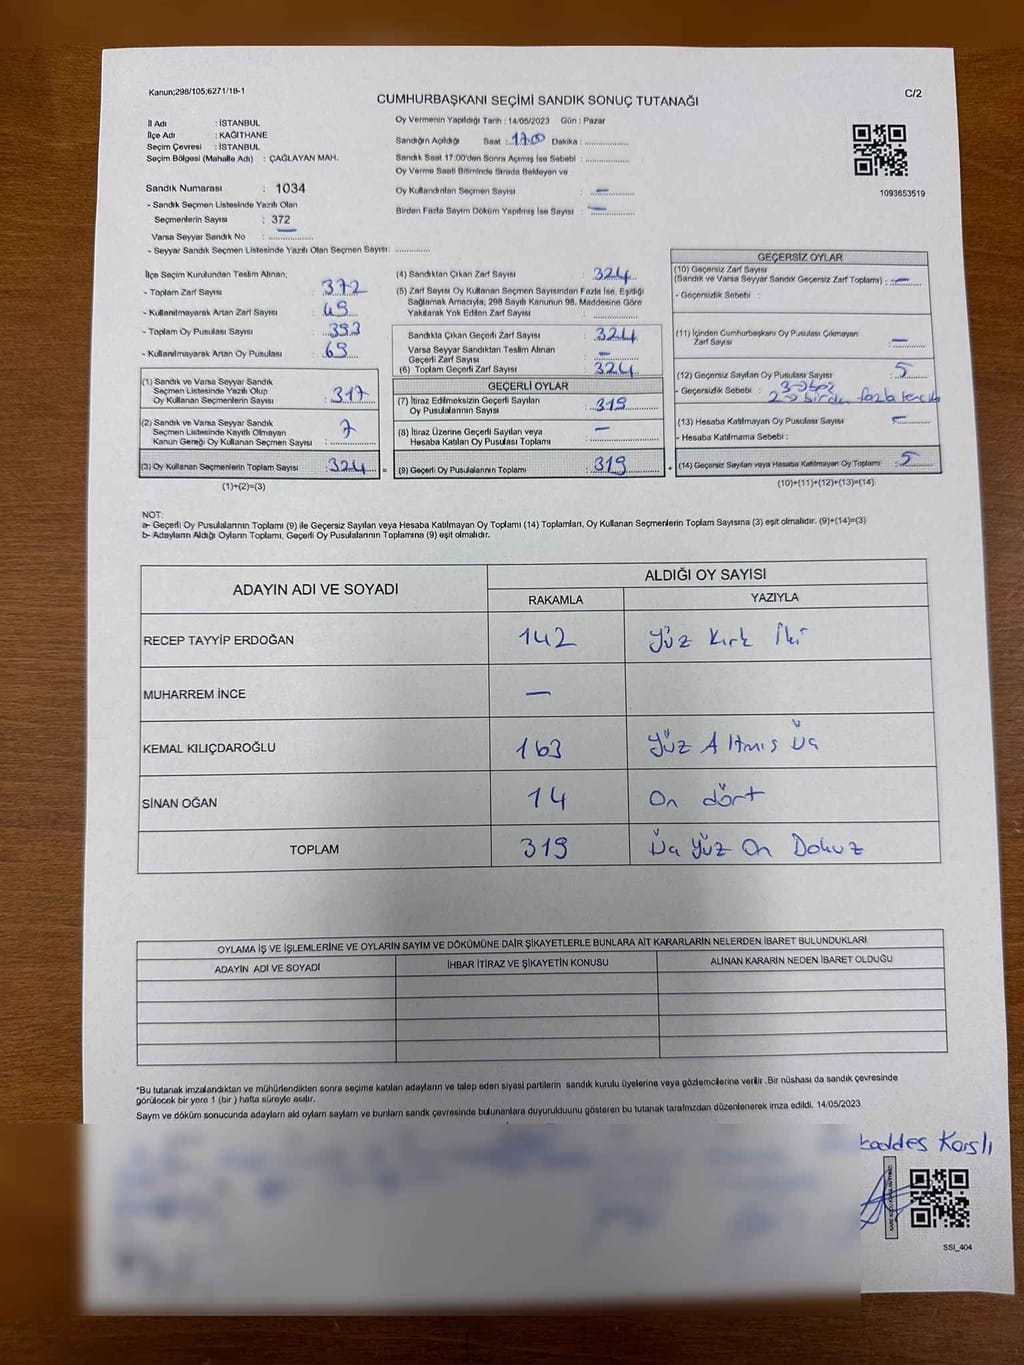 Kanun;298/105;6271/18-1
C/2
CUMHURBAŞKANI SEÇİMİ SANDIK SONUÇ TUTANAĞI
İl Adı : İSTANBUL
İlçe Adı : KAĞITHANE
Seçim Çevresi : İSTANBUL
Seçim Bölgesi (Mahalle Adı) : ÇAĞLAYAN MAH.
Oy Vermenin Yapıldığı Tarih : 14/05/2023 Gün : Pazar
Sandığın Açıldığı Saat : 17.00 Dakika :
Sandık Saat 17:00'den Sonra Açımış İse Sebebi :
Oy Verme Saati Bitiminde Sırada Bekleyen ve
Oy Kullandırılan Seçmen Sayısı : —
Birden Fazla Sayım Döküm Yapılmış İse Sayısı : —
1093653519
Sandık Numarası : 1034
- Sandık Seçmen Listesinde Yazılı Olan
Seçmenlerin Sayısı : 372
Varsa Seyyar Sandık No : —
- Seyyar Sandık Listesinde Yazılı Olan Seçmen Sayısı:
İlçe Seçim Kurulundan Teslim Alınan;
- Toplam Zarf Sayısı : 372
- Kullanılmayarak Artan Zarf Sayısı : 49
- Toplam Oy Pusulası Sayısı : 393
- Kullanılmayarak Artan Oy Pusulası : 69
(1) Sandık ve Varsa Seyyar Sandık
Seçmen Listesinde Yazılı Olup
Oy Kullanan Seçmenlerin Sayısı : 317
(2) Sandık ve Varsa Seyyar Sandık
Seçmen Listesinde Kayıtlı Olmayan
Kanun Gereği Oy Kullanan Seçmen Sayısı : 7
(3) Oy Kullanan Seçmenlerin Toplam Sayısı : 324
(1)+(2)=(3)
(4) Sandıktan Çıkan Zarf Sayısı : 324
(5) Zarf Sayısı Oy Kullanan Seçmen Sayısından Fazla İse, Eşitliği
Sağlamak Amacıyla; 298 Sayılı Kanunun 98. Maddesine Göre
Yakılarak Yok Edilen Zarf Sayısı :
Sandıkta Çıkan Geçerli Zarf Sayısı : 324
Varsa Seyyar Sandıktan Teslim Alınan
Geçerli Zarf Sayısı : —
(6) Toplam Geçerli Zarf Sayısı : 324
GEÇERLİ OYLAR
(7) İtiraz Edilmeksizin Geçerli Sayılan
Oy Pusulalarının Sayısı : 319
(8) İtiraz Üzerine Geçerli Sayılan veya
Hesaba Katılan Oy Pusulası Toplamı : —
(9) Geçerli Oy Pusulalarının Toplamı : 319
GEÇERSİZ OYLAR
(10) Geçersiz Zarf Sayısı
(Sandık ve Varsa Seyyar Sandık Geçersiz Zarf Toplamı) : —
- Geçersizlik Sebebi :
(11) İçinden Cumhurbaşkanı Oy Pusulası Çıkmayan
Zarf Sayısı : —
(12) Geçersiz Sayılan Oy Pusulası Sayısı : 5
- Geçersizlik Sebebi : 3→boş
2→birden fazla tercih
(13) Hesaba Katılmayan Oy Pusulası Sayısı :
- Hesaba Katılmama Sebebi :
(14) Geçersiz Sayılan veya Hesaba Katılmayan Oy Toplamı : 5
(10)+(11)+(12)+(13)=(14)
NOT:
a- Geçerli Oy Pusulalarının Toplamı (9) ile Geçersiz Sayılan veya Hesaba Katılmayan Oy Toplamı (14) Toplamları, Oy Kullanan Seçmenlerin Toplam Sayısına (3) eşit olmalıdır. (9)+(14)=(3)
b- Adayların Aldığı Oyların Toplamı, Geçerli Oy Pusulalarının Toplamına (9) eşit olmalıdır.
ADAYIN ADI VE SOYADI
ALDIĞI OY SAYISI
RAKAMLA YAZIYLA
RECEP TAYYİP ERDOĞAN 142 Yüz Kırk İki
MUHARREM İNCE —
KEMAL KILIÇDAROĞLU 163 Yüz Altmış Üç
SİNAN OĞAN 14 On dört
TOPLAM 319 Üç Yüz On Dokuz
OYLAMA İŞ VE İŞLEMLERİNE VE OYLARIN SAYIM VE DÖKÜMÜNE DAİR ŞİKAYETLERLE BUNLARA AİT KARARLARIN NELERDEN İBARET BULUNDUKLARI
ADAYIN ADI VE SOYADI İHBAR İTİRAZ VE ŞİKAYETİN KONUSU ALINAN KARARIN NEDEN İBARET OLDUĞU
*Bu tutanak imzalandıktan ve mühürlendikten sonra seçime katılan adayların ve talep eden siyasi partilerin sandık kurulu üyelerine veya gözlemcilerine verilir .Bir nüshası da sandık çevresinde
görülecek bir yere 1 (bir ) hafta süreyle asılır.
Sayım ve döküm sonucunda adayların ald oyların sayıları ve bunların sandık çevresinde bulunanlara duyurulduunu gösteren bu tutanak tarafımızdan düzenlenerek imza edildi. 14/05/2023
SSI_404